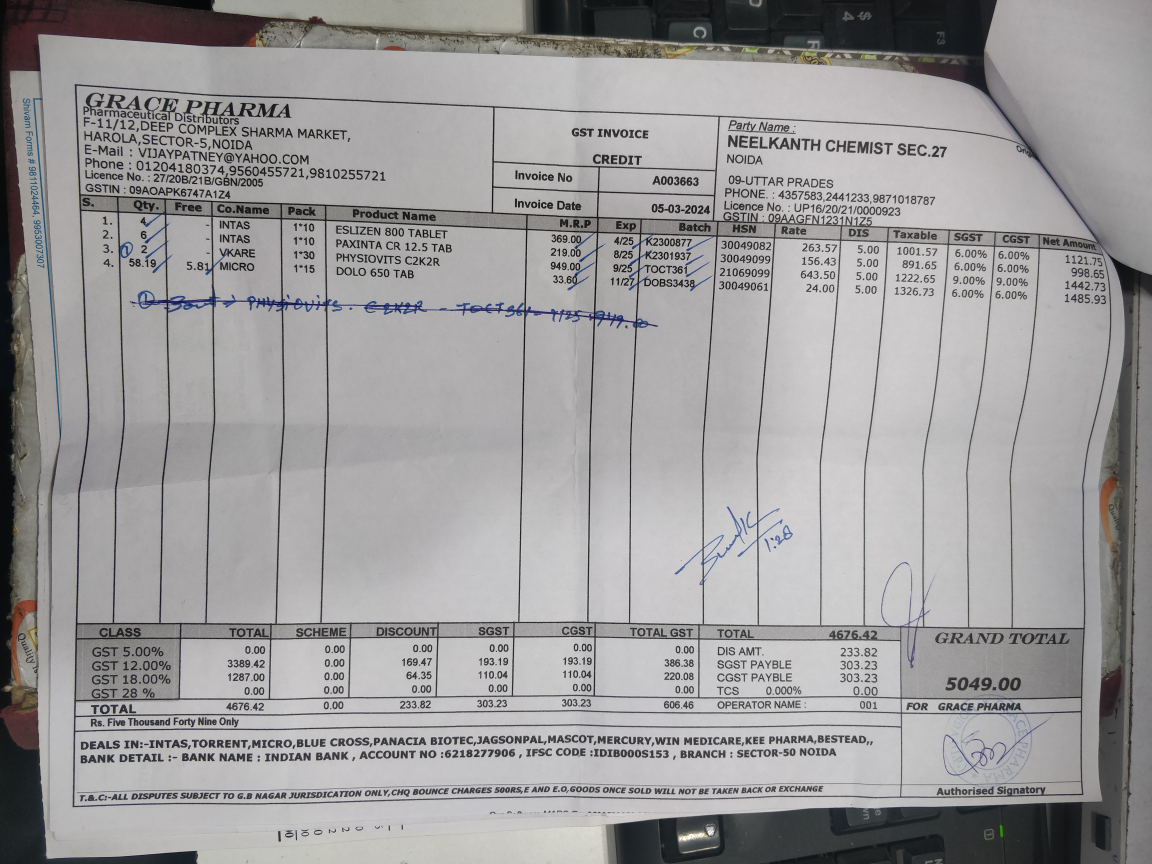 Shivam Forms # 9811024464, 9953007307
GRACE PHARMA
Pharmaceutical Distributors
F-11/12,DEEP COMPLEX SHARMA MARKET,
HAROLA,SECTOR-5,NOIDA
E-Mail : VIJAYPATNEY@YAHOO.COM
Phone : 01204180374,9560455721,9810255721
Licence No. : 27/20B/21B/GBN/2005
GSTIN : 09AOAPK6747A1Z4
GST INVOICE
CREDIT
Invoice No A003663
Invoice Date 05-03-2024
Party Name :
NEELKANTH CHEMIST SEC.27
NOIDA
09-UTTAR PRADES
PHONE. : 4357583,2441233,9871018787
Licence No. : UP16/20/21/0000923
GSTIN : 09AAGFN1231N1Z5
S. Qty. Free Co.Name Pack Product Name M.R.P Exp Batch HSN Rate DIS Taxable SGST CGST Net Amount
1. 4 - INTAS 1*10 ESLIZEN 800 TABLET 369.00 4/25 K2300877 30049082 263.57 5.00 1001.57 6.00% 6.00% 1121.75
2. 6 - INTAS 1*10 PAXINTA CR 12.5 TAB 219.00 8/25 K2301937 30049099 156.43 5.00 891.65 6.00% 6.00% 998.65
3. 2 - VKARE 1*30 PHYSIOVITS C2K2R 949.00 9/25 TOCT361 21069099 643.50 5.00 1222.65 9.00% 9.00% 1442.73
4. 58.19 5.81 MICRO 1*15 DOLO 650 TAB 33.60 11/27 DOBS3438 30049061 24.00 5.00 1326.73 6.00% 6.00% 1485.93
① PHYSIOVITS. C2K2R - TOCT361- 9/25 949.00
1:28
CLASS TOTAL SCHEME DISCOUNT SGST CGST TOTAL GST
GST 5.00% 0.00 0.00 0.00 0.00 0.00 0.00
GST 12.00% 3389.42 0.00 169.47 193.19 193.19 386.38
GST 18.00% 1287.00 0.00 64.35 110.04 110.04 220.08
GST 28 % 0.00 0.00 0.00 0.00 0.00 0.00
TOTAL 4676.42 0.00 233.82 303.23 303.23 606.46
TOTAL 4676.42
DIS AMT. 233.82
SGST PAYBLE 303.23
CGST PAYBLE 303.23
TCS 0.000% 0.00
OPERATOR NAME : 001
GRAND TOTAL
5049.00
Rs. Five Thousand Forty Nine Only
FOR GRACE PHARMA
DEALS IN:-INTAS,TORRENT,MICRO,BLUE CROSS,PANACIA BIOTEC,JAGSONPAL,MASCOT,MERCURY,WIN MEDICARE,KEE PHARMA,BESTEAD,,
BANK DETAIL :- BANK NAME : INDIAN BANK , ACCOUNT NO :6218277906 , IFSC CODE :IDIB000S153 , BRANCH : SECTOR-50 NOIDA
T.&.C:-ALL DISPUTES SUBJECT TO G.B NAGAR JURISDICATION ONLY,CHQ BOUNCE CHARGES 500RS,E AND E.O,GOODS ONCE SOLD WILL NOT BE TAKEN BACK OR EXCHANGE
Authorised Signatory